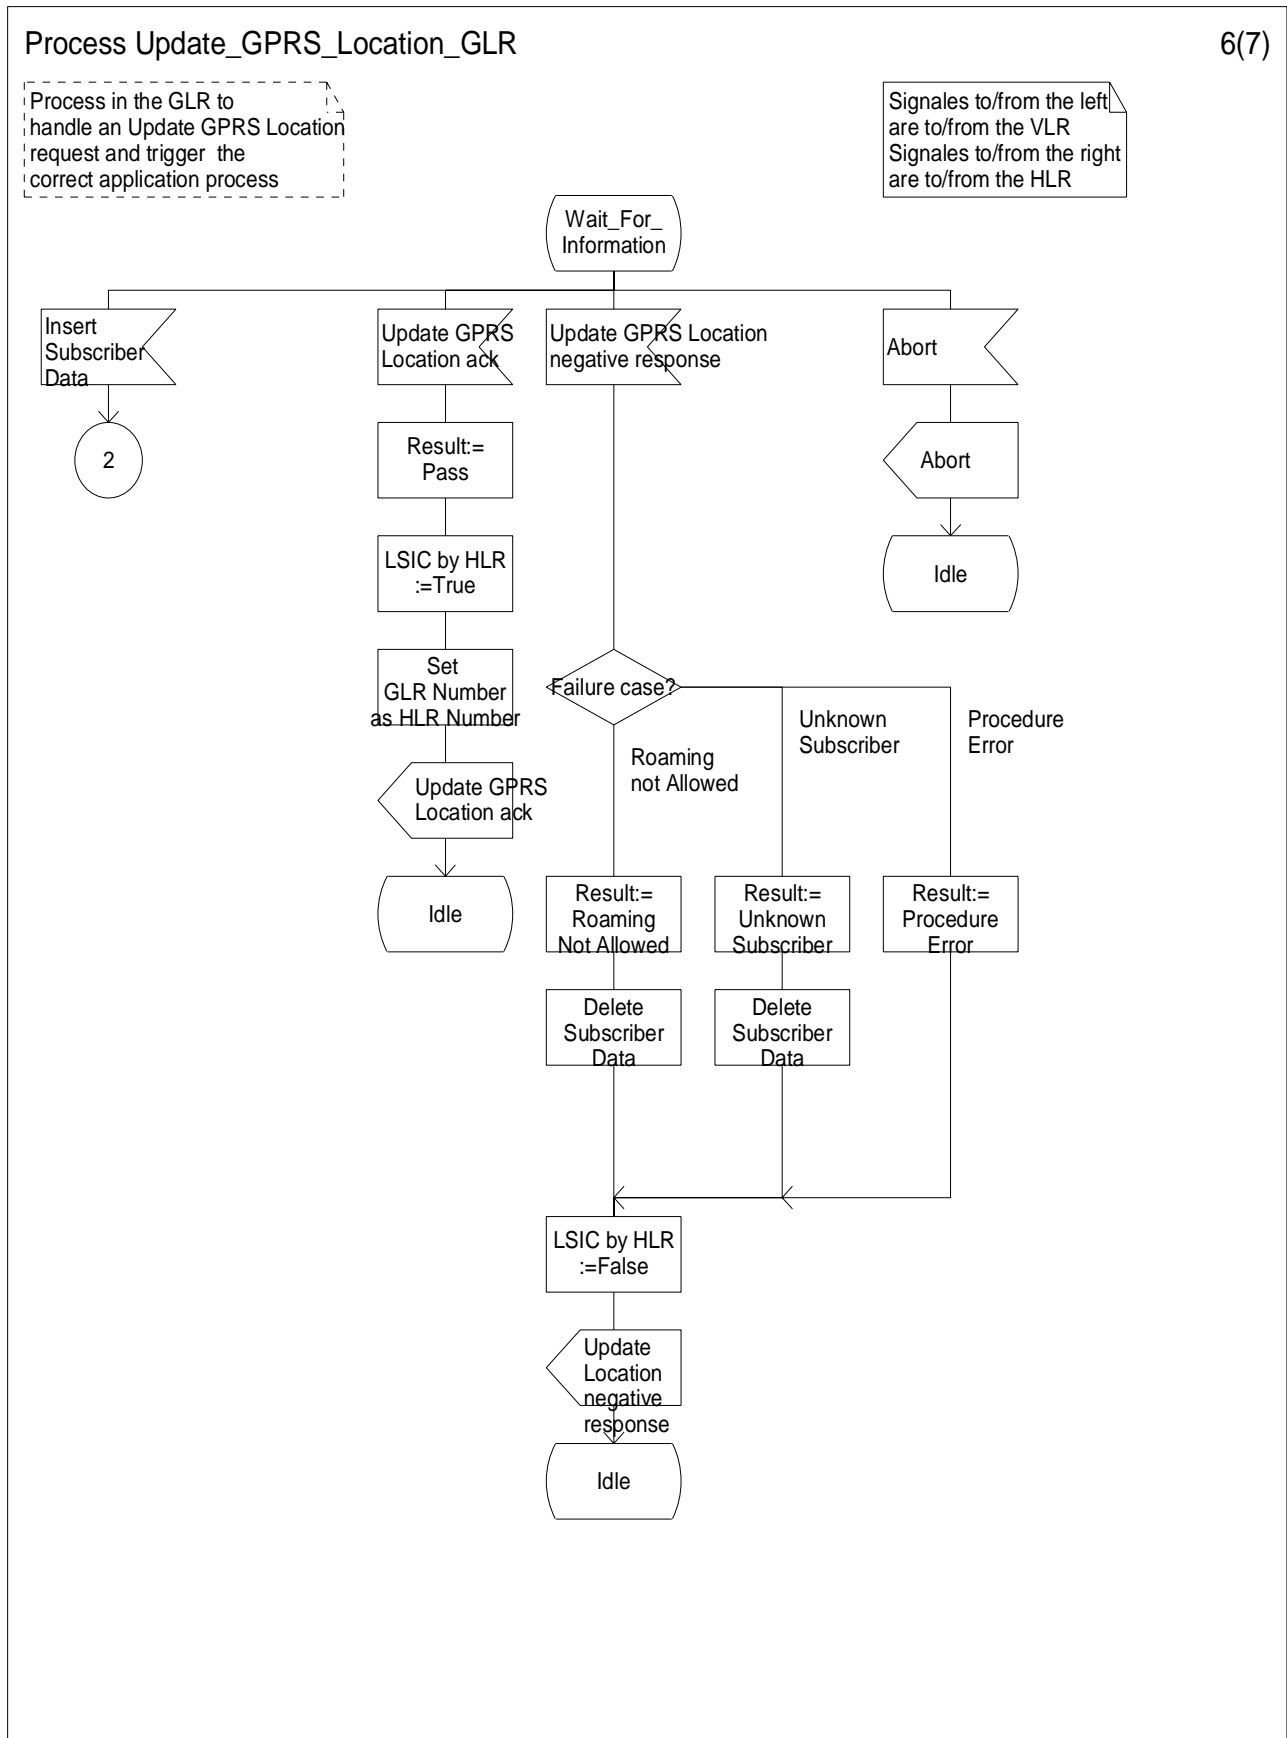 Process Update_GPRS_Location_GLR
6(7)
Process in the GLR to
handle an Update GPRS Location
request and trigger the
correct application process
Signales to/from the left
are to/from the VLR
Signales to/from the right
are to/from the HLR
Wait_For_
Information
Insert
Subscriber
Data
Update GPRS
Location ack
Update GPRS Location
negative response
Abort
2
Result:=
Pass
Abort
LSIC by HLR
:=True
Idle
Set
GLR Number
as HLR Number
Failure case?
Unknown
Subscriber
Procedure
Error
Roaming
not Allowed
Update GPRS
Location ack
Idle
Result:=
Roaming
Not Allowed
Result:=
Unknown
Subscriber
Result:=
Procedure
Error
Delete
Subscriber
Data
Delete
Subscriber
Data
LSIC by HLR
:=False
Update
Location
negative
response
Idle